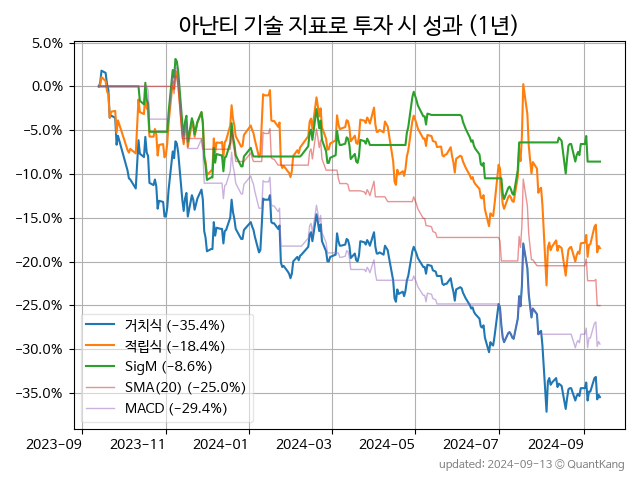 아난티 기술 지표로 투자 시 성과 (1년)
5.0%
0.0%
−5.0%
−10.0%
−15.0%
−20.0%
−25.0%
−30.0%
−35.0%
거치식 (−35.4%)
적립식 (−18.4%)
SigM (−8.6%)
SMA(20) (−25.0%)
MACD (−29.4%)
2023-09 2023-11 2024-01 2024-03 2024-05 2024-07 2024-09
updated: 2024-09-13 ⓒ QuantKang